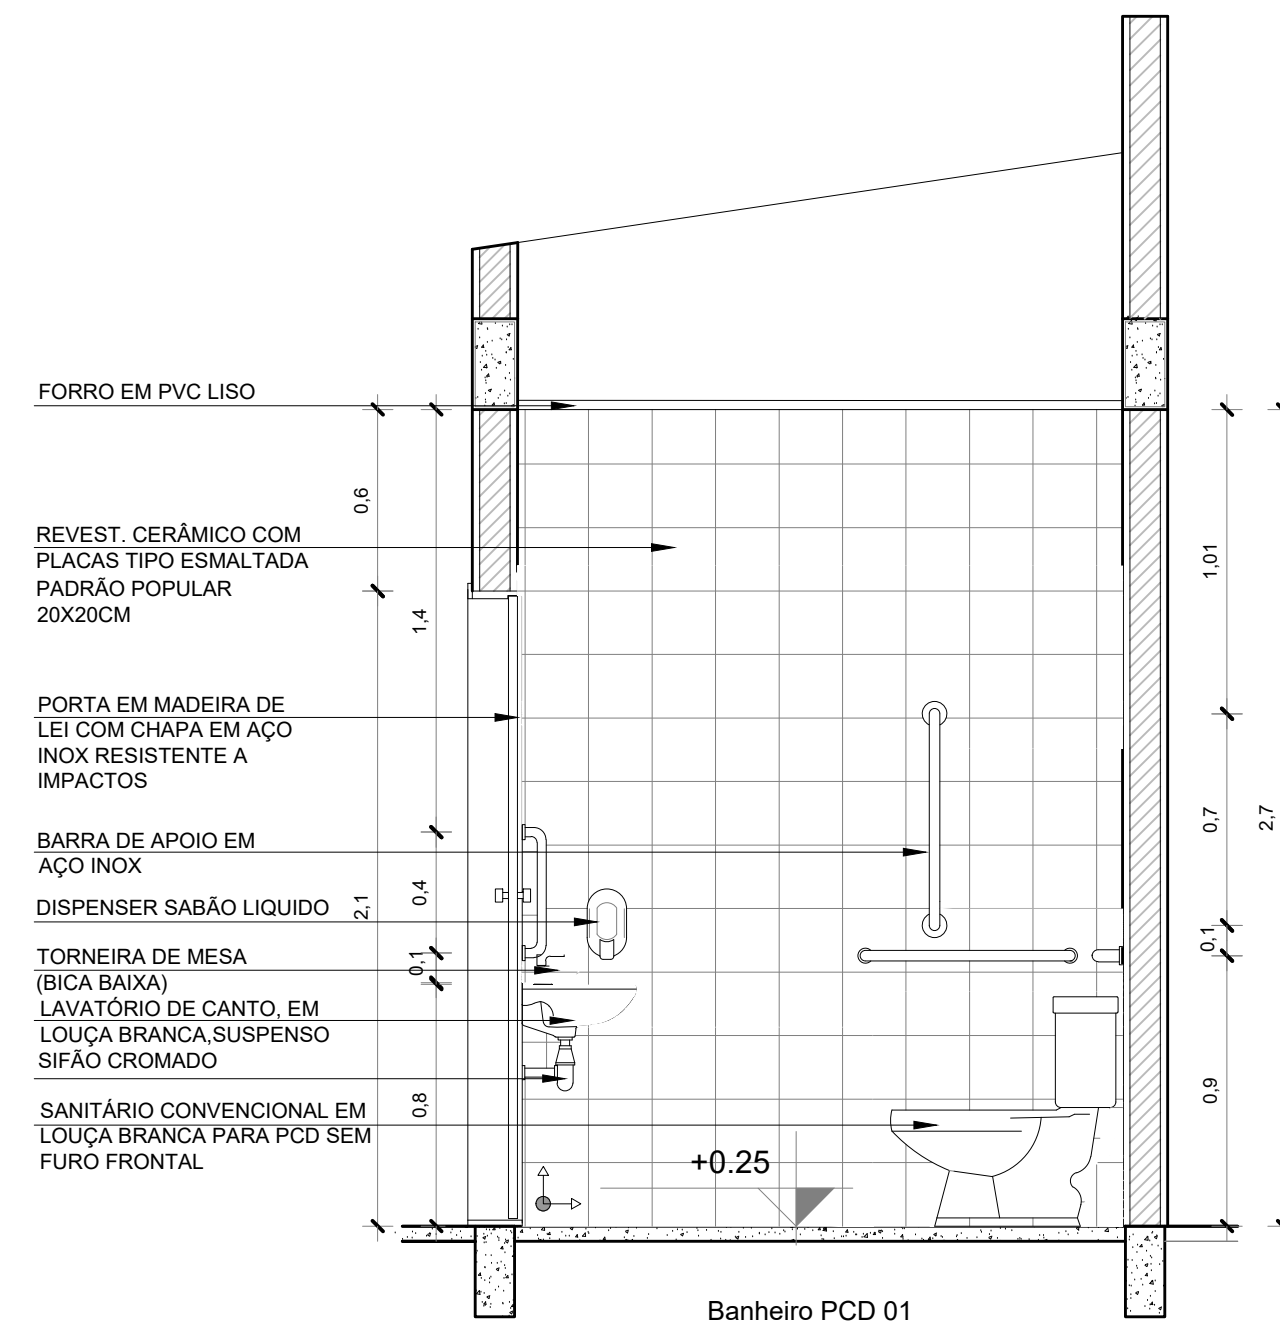 FORRO EM PVC LISO
REVEST. CERÂMICO COM
PLACAS TIPO ESMALTADA
PADRÃO POPULAR
20X20CM
PORTA EM MADEIRA DE
LEI COM CHAPA EM AÇO
INOX RESISTENTE A
IMPACTOS
BARRA DE APOIO EM
AÇO INOX
DISPENSER SABÃO LIQUIDO
TORNEIRA DE MESA
(BICA BAIXA)
LAVATÓRIO DE CANTO, EM
LOUÇA BRANCA,SUSPENSO
SIFÃO CROMADO
SANITÁRIO CONVENCIONAL EM
LOUÇA BRANCA PARA PCD SEM
FURO FRONTAL
0,6
2,1
1,4
0,4
0,1
0,8
+0.25
1,01
0,7
0,1
0,9
2,7
Banheiro PCD 01